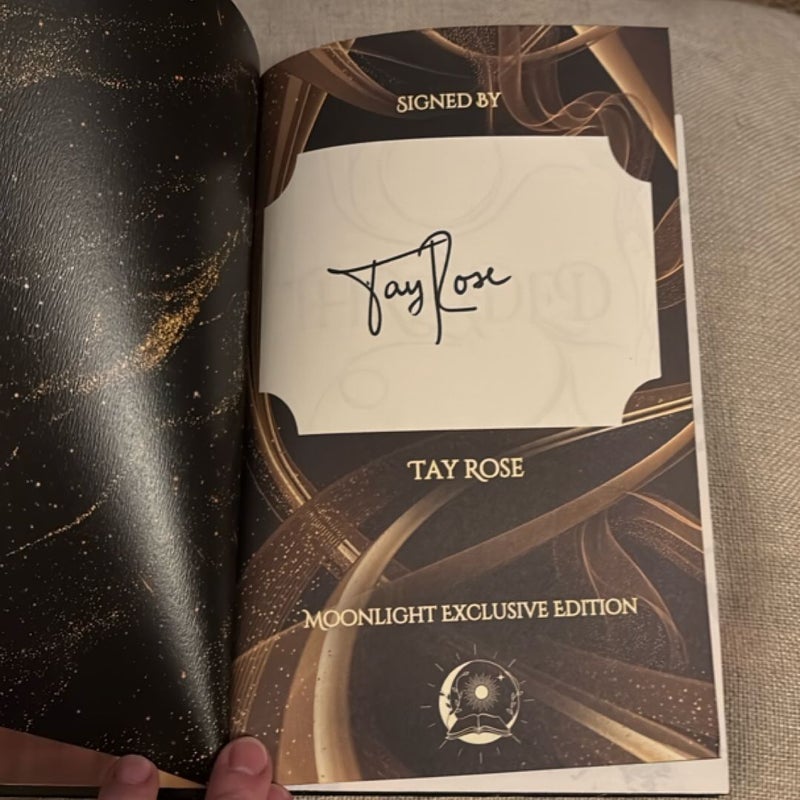 SIGNED BY
Tay Rose
TAY ROSE
MOONLIGHT EXCLUSIVE EDITION